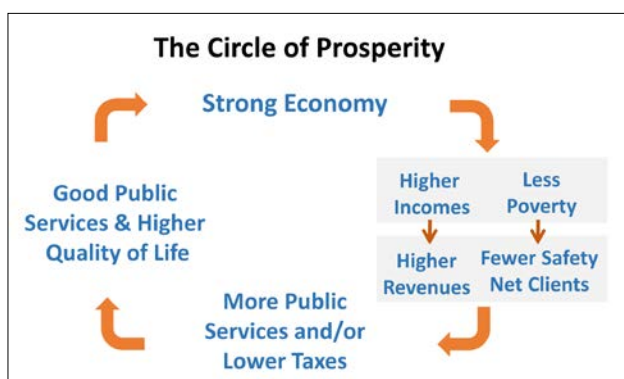 The Circle of Prosperity
Strong Economy
Higher
Incomes
Less
Poverty
Higher
Revenues
Fewer Safety
Net Clients
More Public
Services and/or
Lower Taxes
Good Public
Services & Higher
Quality of Life